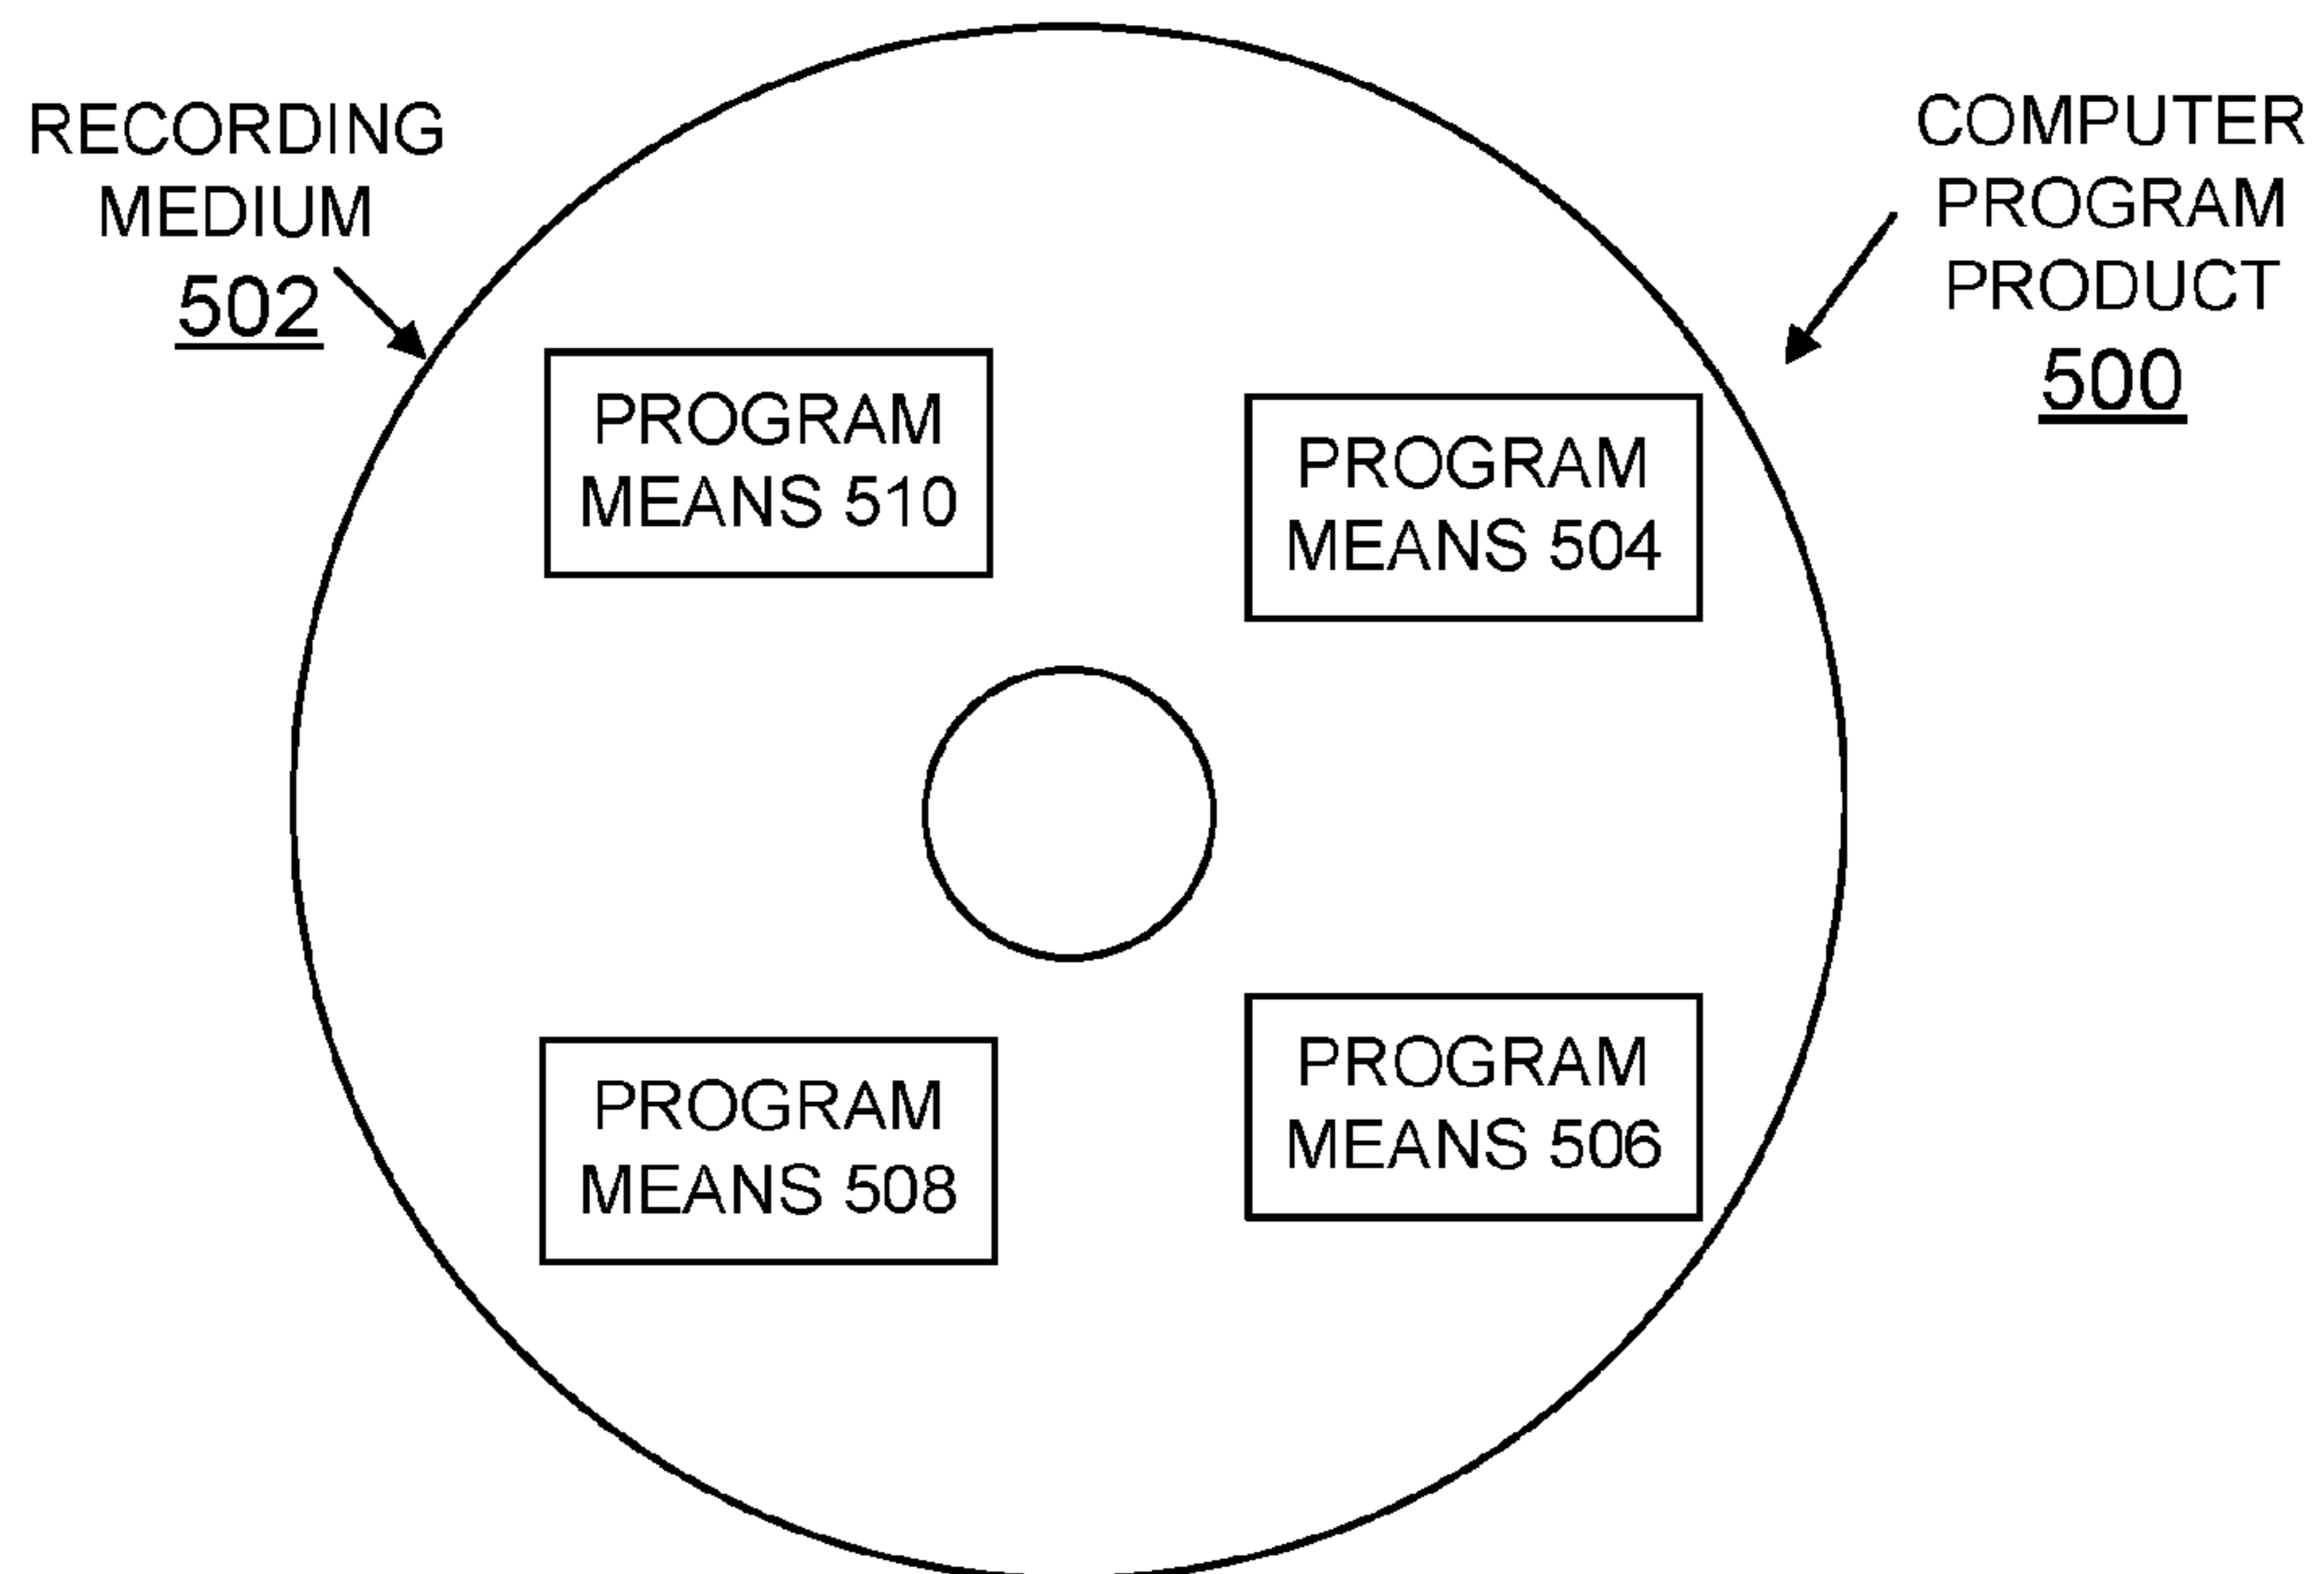 RECORDING
MEDIUM
502
COMPUTER
PROGRAM
PRODUCT
500
PROGRAM
MEANS 510
PROGRAM
MEANS 504
PROGRAM
MEANS 508
PROGRAM
MEANS 506